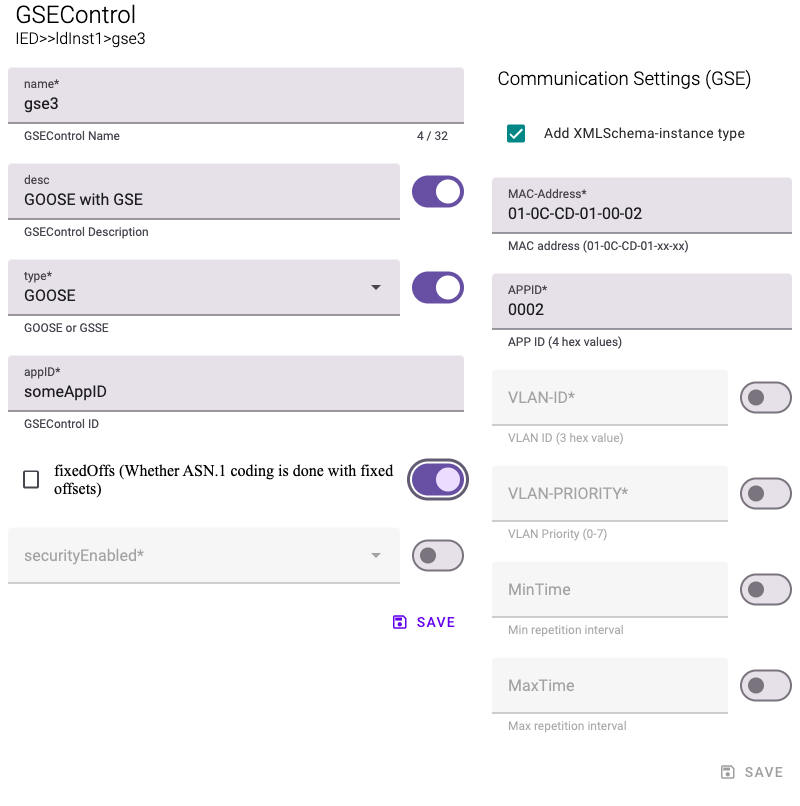 GSEControl
IED>>ldInst1>gse3
name*
gse3
GSEControl Name
4 / 32
desc
GOOSE with GSE
GSEControl Description
type*
GOOSE
GOOSE or GSSE
appID*
someAppID
GSEControl ID
fixedOffs (Whether ASN.1 coding is done with fixed
offsets)
securityEnabled*
SAVE
Communication Settings (GSE)
Add XMLSchema-instance type
MAC-Address*
01-0C-CD-01-00-02
MAC address (01-0C-CD-01-xx-xx)
APPID*
0002
APP ID (4 hex values)
VLAN-ID*
VLAN ID (3 hex value)
VLAN-PRIORITY*
VLAN Priority (0-7)
MinTime
Min repetition interval
MaxTime
Max repetition interval
SAVE